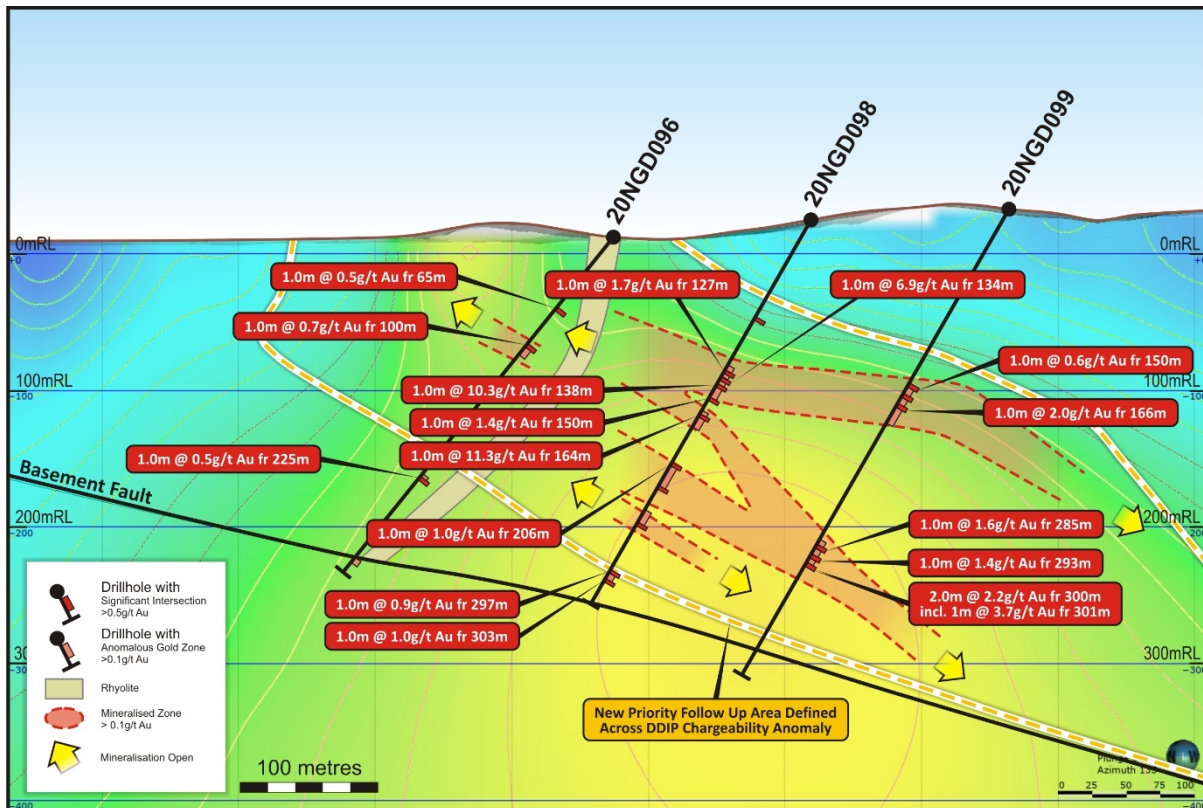 20NGD096
20NGD098
20NGD099
0mRL
0mRL
+0
+0
1.0m @ 0.5g/t Au fr 65m
1.0m @ 1.7g/t Au fr 127m
1.0m @ 6.9g/t Au fr 134m
1.0m @ 0.7g/t Au fr 100m
1.0m @ 0.6g/t Au fr 150m
100mRL
100mRL
-100
-100
1.0m @ 10.3g/t Au fr 138m
1.0m @ 2.0g/t Au fr 166m
1.0m @ 1.4g/t Au fr 150m
1.0m @ 11.3g/t Au fr 164m
1.0m @ 0.5g/t Au fr 225m
Basement Fault
200mRL
200mRL
-200
-200
1.0m @ 1.0g/t Au fr 206m
1.0m @ 1.6g/t Au fr 285m
1.0m @ 1.4g/t Au fr 293m
1.0m @ 0.9g/t Au fr 297m
2.0m @ 2.2g/t Au fr 300m
incl. 1m @ 3.7g/t Au fr 301m
1.0m @ 1.0g/t Au fr 303m
300mRL
-300
New Priority Follow Up Area Defined
Across DDIP Chargeability Anomaly
Drillhole with
Significant Intersection
>0.5g/t Au
Drillhole with
Anomalous Gold Zone
>0.1g/t Au
Rhyolite
Mineralised Zone
> 0.1g/t Au
Mineralisation Open
100 metres
Azimuth
0 25 50 75 100
-400